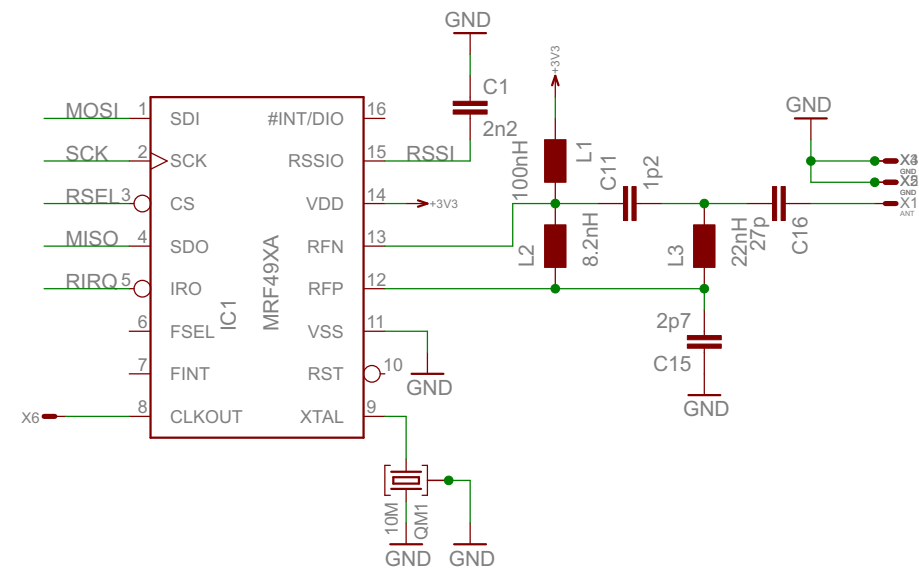 GND
+3V3
C1
2n2
MOSI 1 SDI
#INT/DIO 16
SCK 2 SCK
RSSIO 15 RSSI
RSEL 3 CS
VDD 14 +3V3
MISO 4 SDO
RFN 13
RIRQ 5 IRO
RFP 12
6 FSEL
VSS 11
7 FINT
RST 10
X6 8 CLKOUT
XTAL 9
IC1
MRF49XA
GND
100nH
L1
C11
1p2
L2
8.2nH
L3
22nH
27p
C16
GND
GND
GND
X1
ANT
2p7
C15
GND
10M
QM1
GND
GND